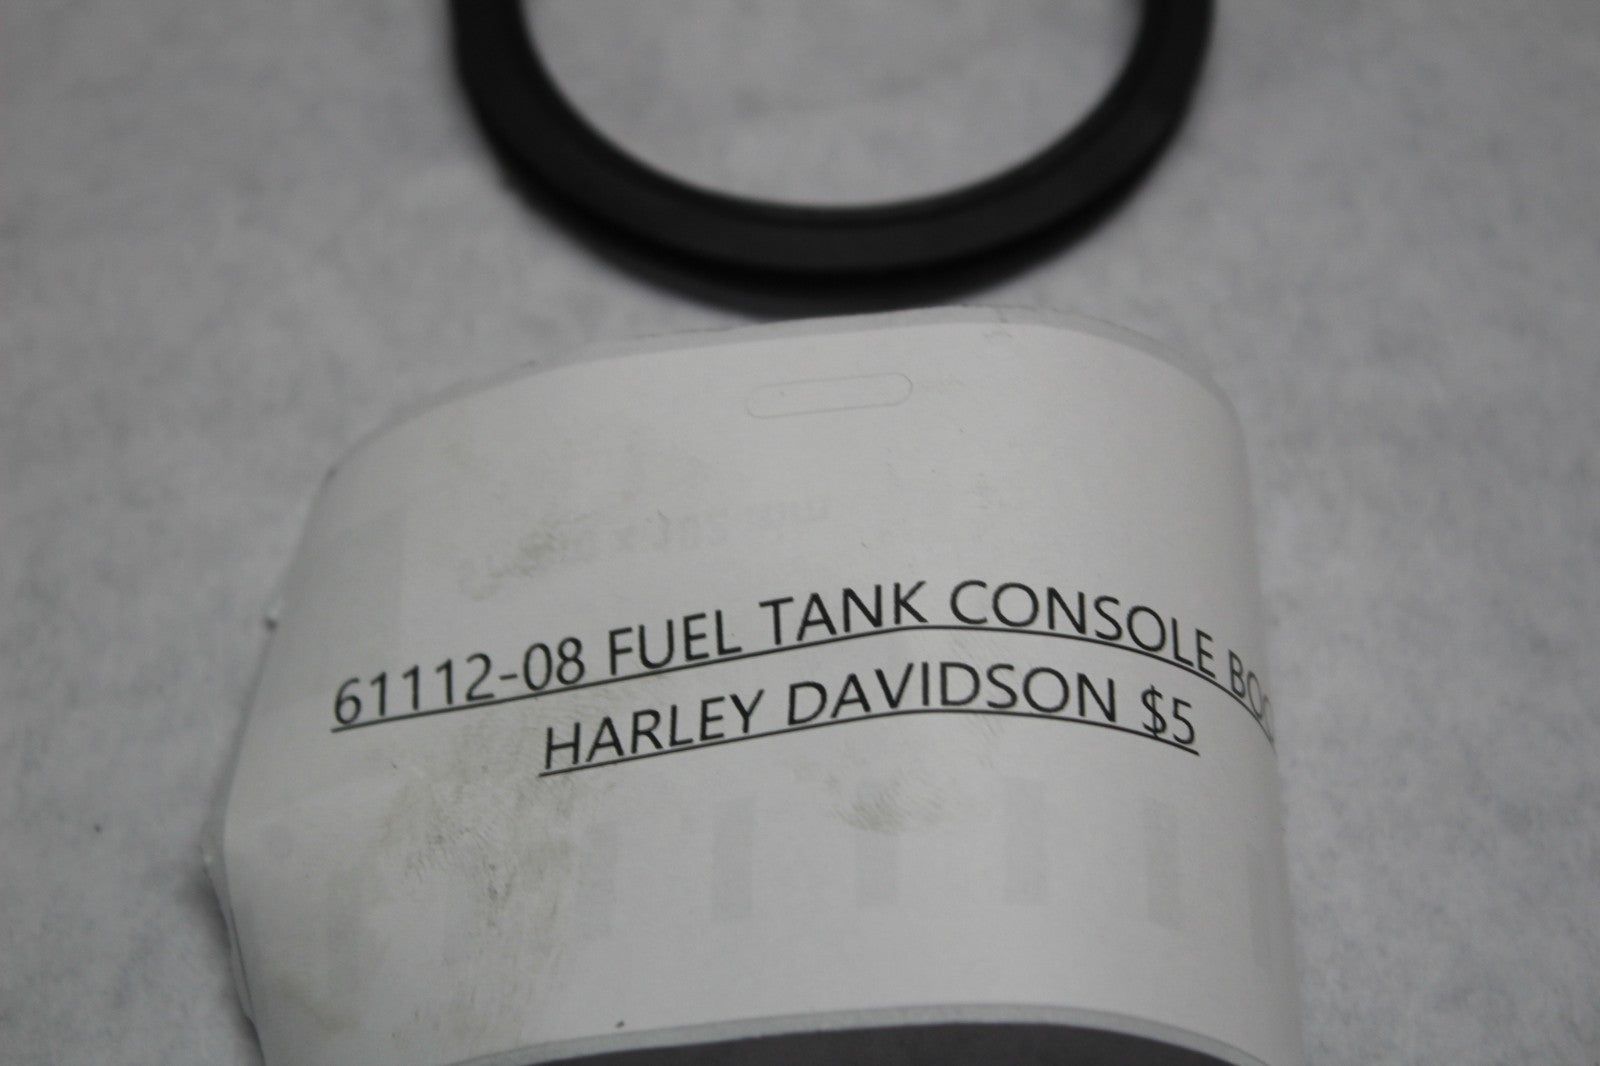 61112-08 FUEL TANK CONSOLE
HARLEY DAVIDSON $5